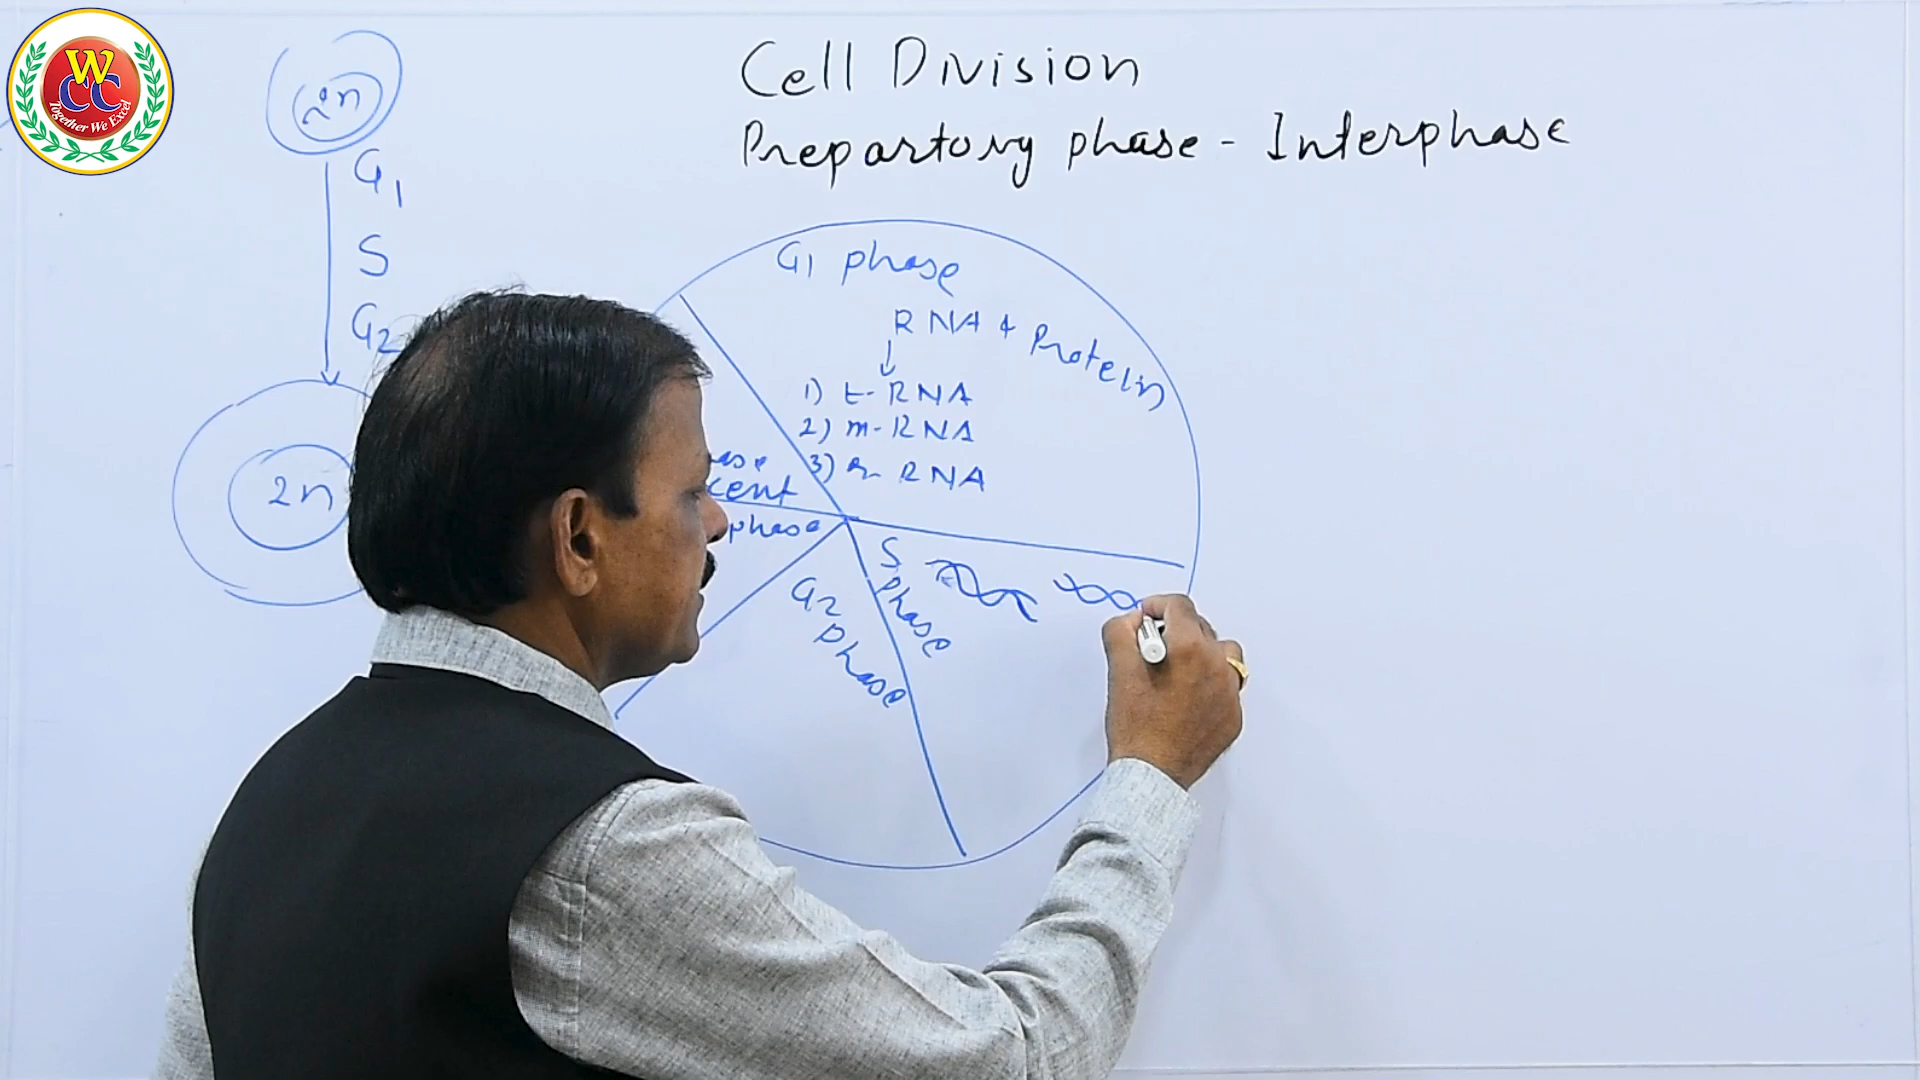 WCC
Together We Excel
Cell Division
Prepartory phase - Interphase
2n
G1
S
G2
2n
G1 phase
RNA + Protein
1) t-RNA
2) m-RNA
3) r-RNA
phase
S phase
G2 phase